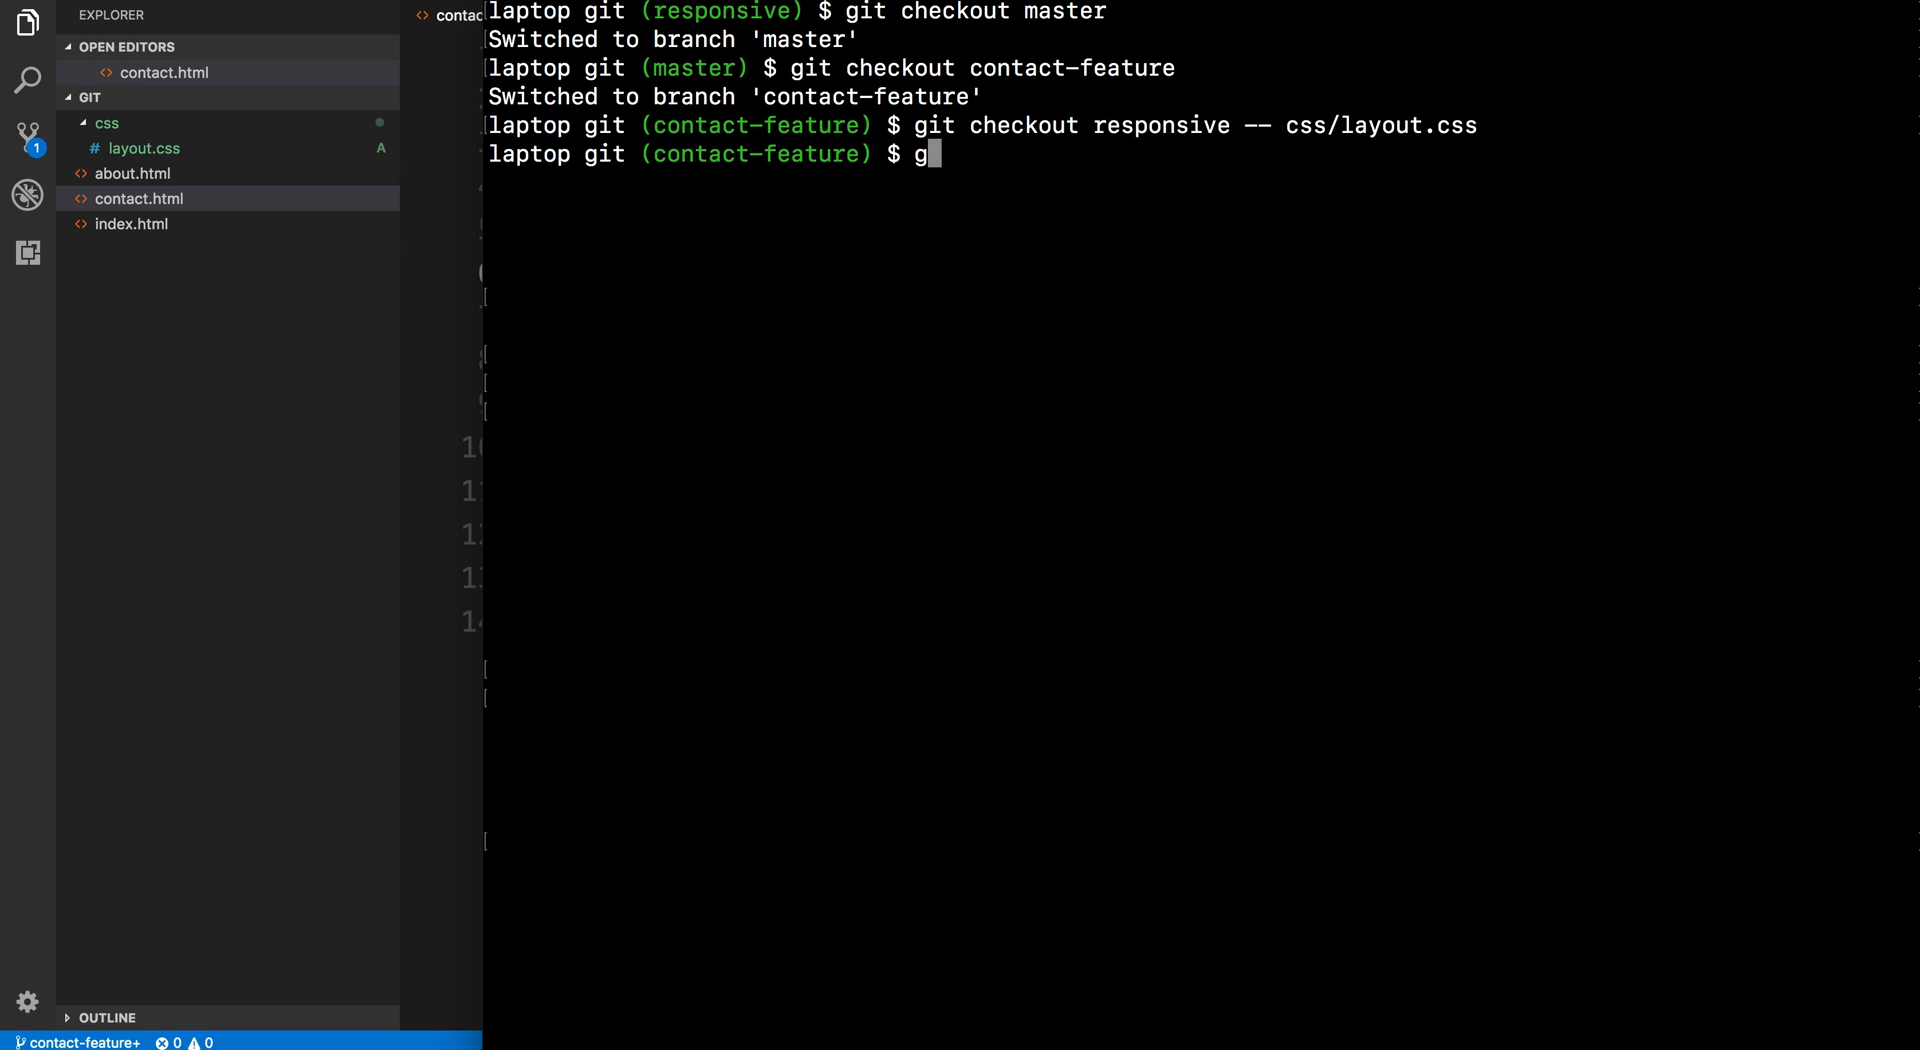 EXPLORER
OPEN EDITORS
contact.html
GIT
css
# layout.css A
about.html
contact.html
index.html
OUTLINE
contact-feature+ 0 0
1
laptop git (responsive) $ git checkout master
Switched to branch 'master'
laptop git (master) $ git checkout contact-feature
Switched to branch 'contact-feature'
laptop git (contact-feature) $ git checkout responsive -- css/layout.css
laptop git (contact-feature) $ g